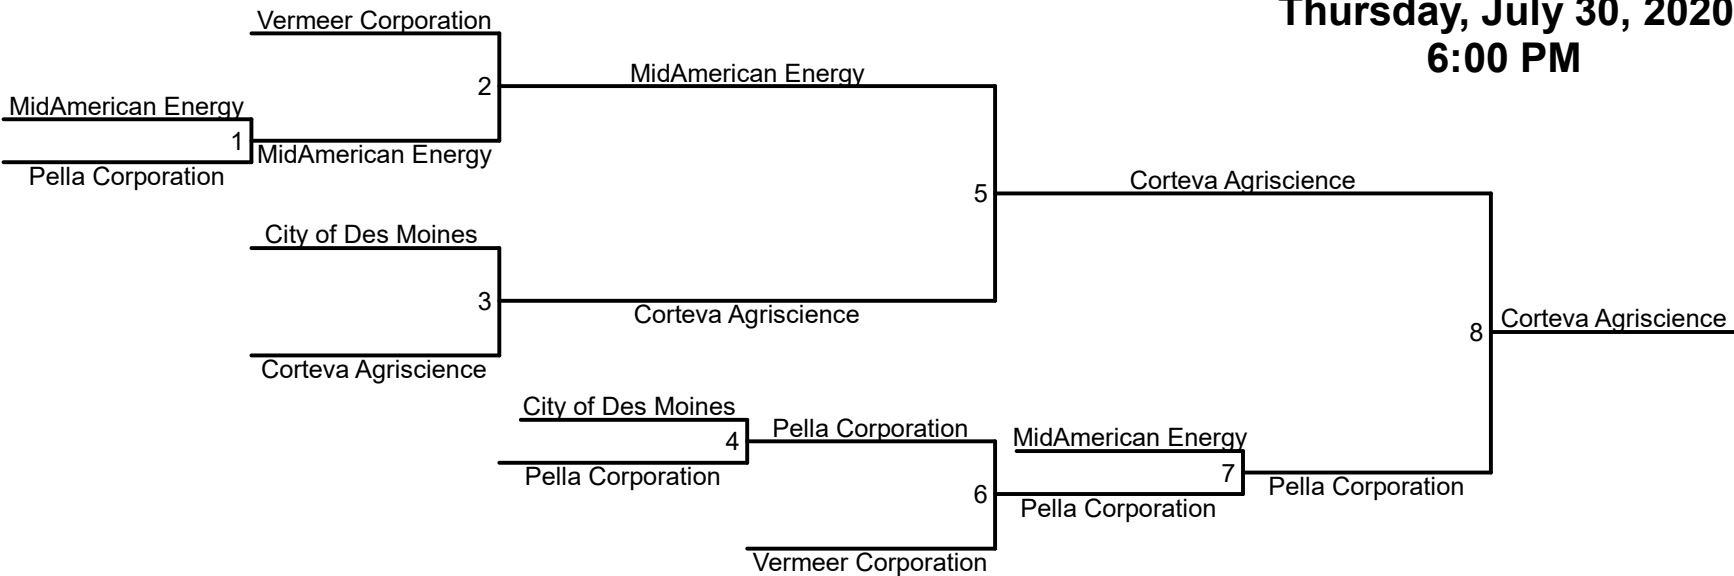 Thursday, July 30, 2020
6:00 PM
Vermeer Corporation
2
MidAmerican Energy
MidAmerican Energy
1
MidAmerican Energy
Pella Corporation
5
Corteva Agriscience
City of Des Moines
3
Corteva Agriscience
Corteva Agriscience
8
Corteva Agriscience
City of Des Moines
4
Pella Corporation
Pella Corporation
MidAmerican Energy
7
Pella Corporation
6
Pella Corporation
Vermeer Corporation